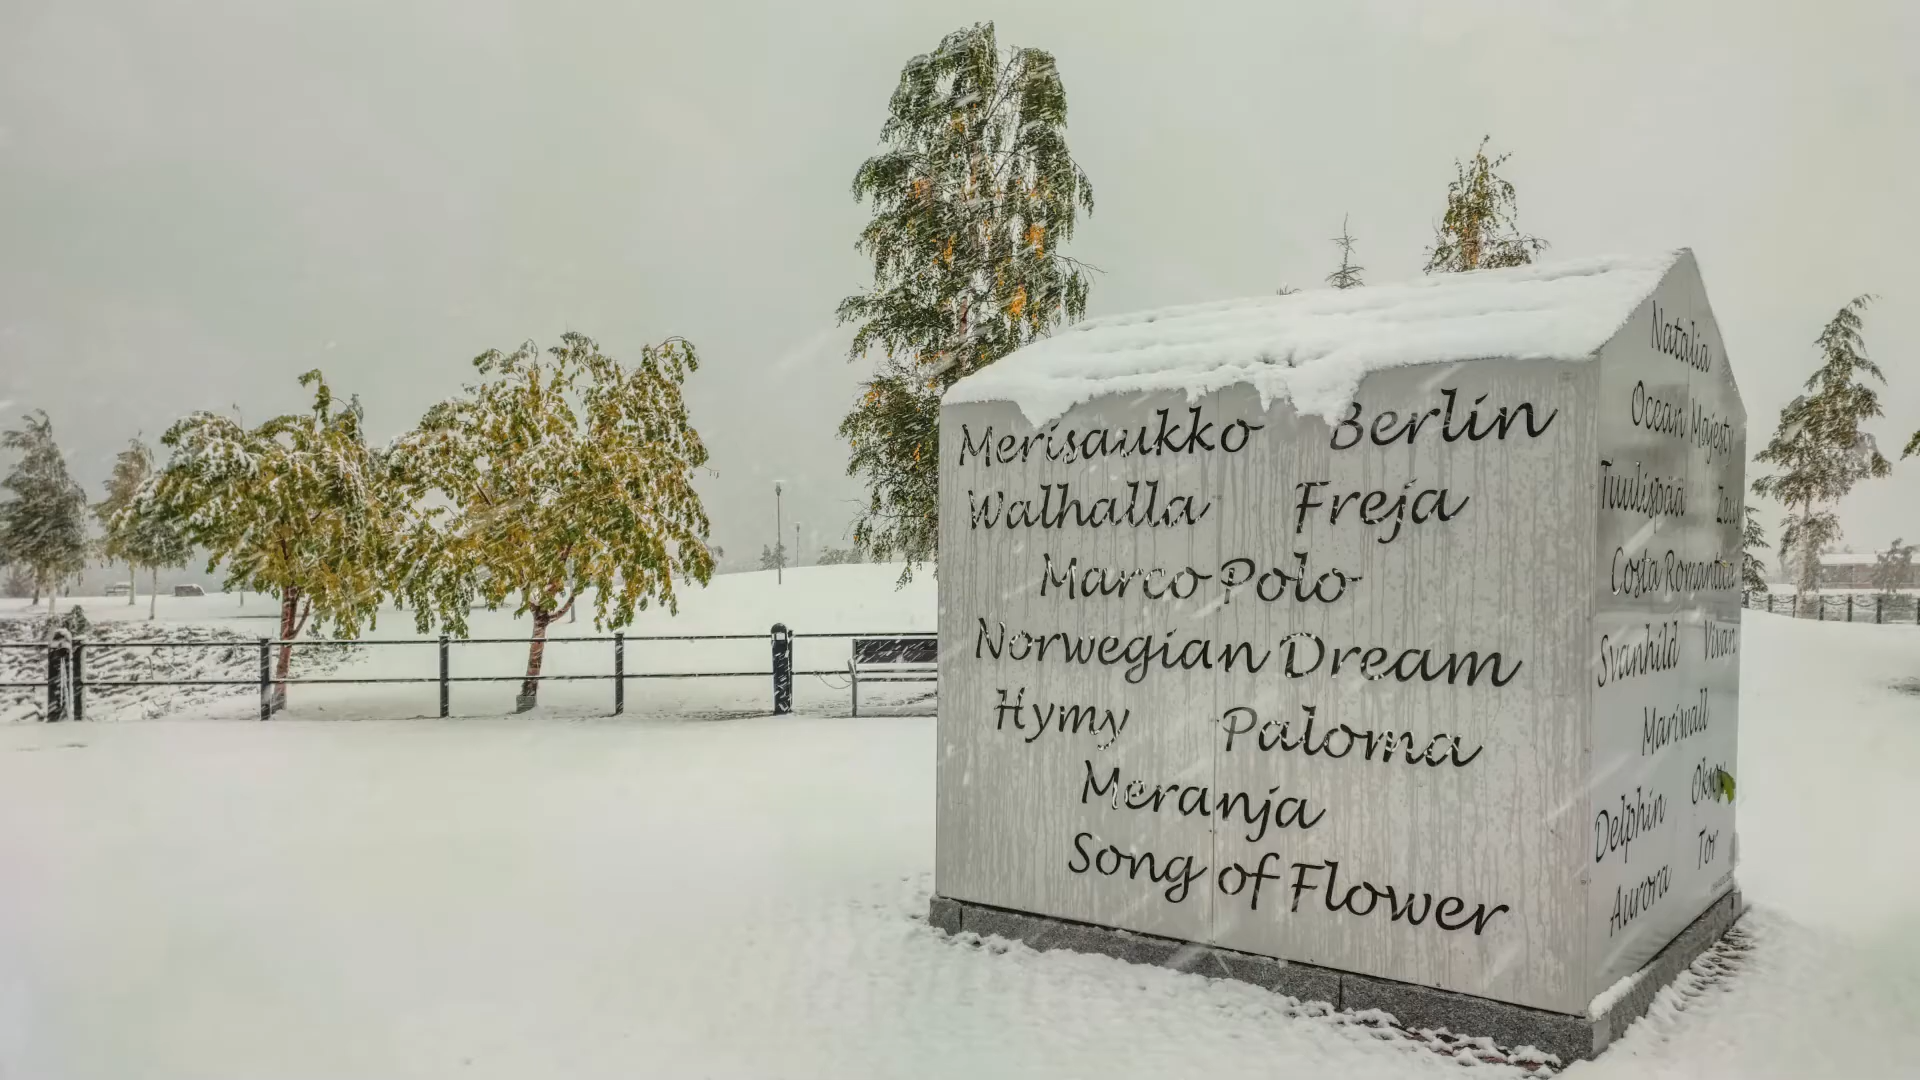 Merisaukko Berlin
Walhalla Freja
Marco Polo
Norwegian Dream
Hymy Paloma
Meranja
Song of Flower
Natalia
Ocean Majesty
Tuulispää
Costa Romantica
Svanhild
Mariwall
Delphin
Tor
Aurora